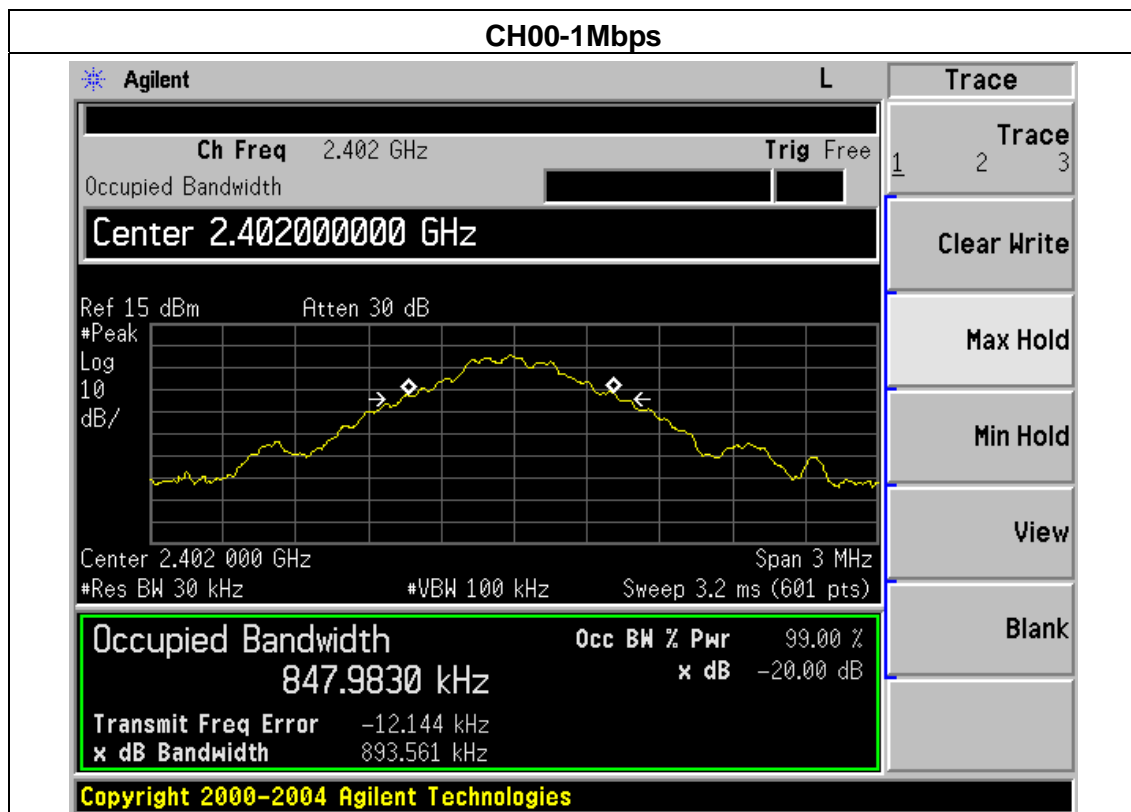 CH00-1Mbps
Agilent L
Ch Freq 2.402 GHz Trig Free
Occupied Bandwidth
Center 2.402000000 GHz
Ref 15 dBm Atten 30 dB
#Peak
Log
10
dB/
Center 2.402 000 GHz Span 3 MHz
#Res BW 30 kHz #VBW 100 kHz Sweep 3.2 ms (601 pts)
Occupied Bandwidth
847.9830 kHz
Occ BW % Pwr 99.00 %
x dB -20.00 dB
Transmit Freq Error -12.144 kHz
x dB Bandwidth 893.561 kHz
Copyright 2000-2004 Agilent Technologies
Trace
Trace
1 2 3
Clear Write
Max Hold
Min Hold
View
Blank